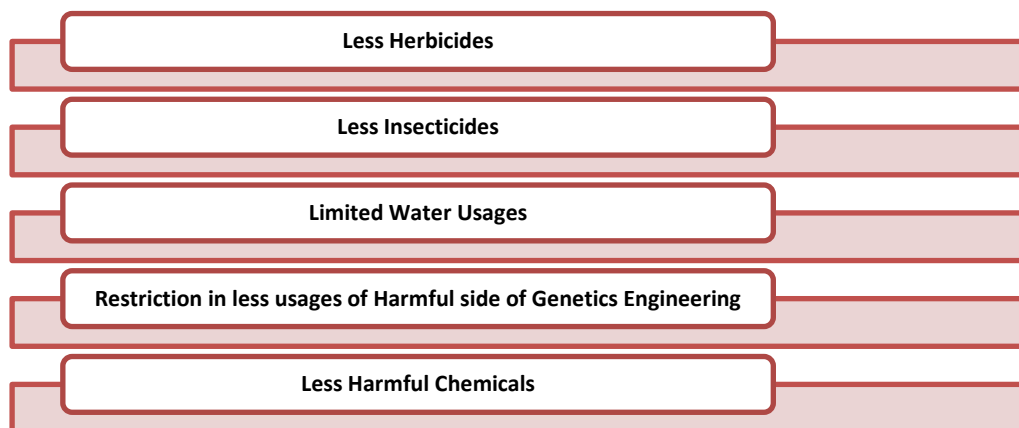 Less Herbicides
Less Insecticides
Limited Water Usages
Restriction in less usages of Harmful side of Genetics Engineering
Less Harmful Chemicals